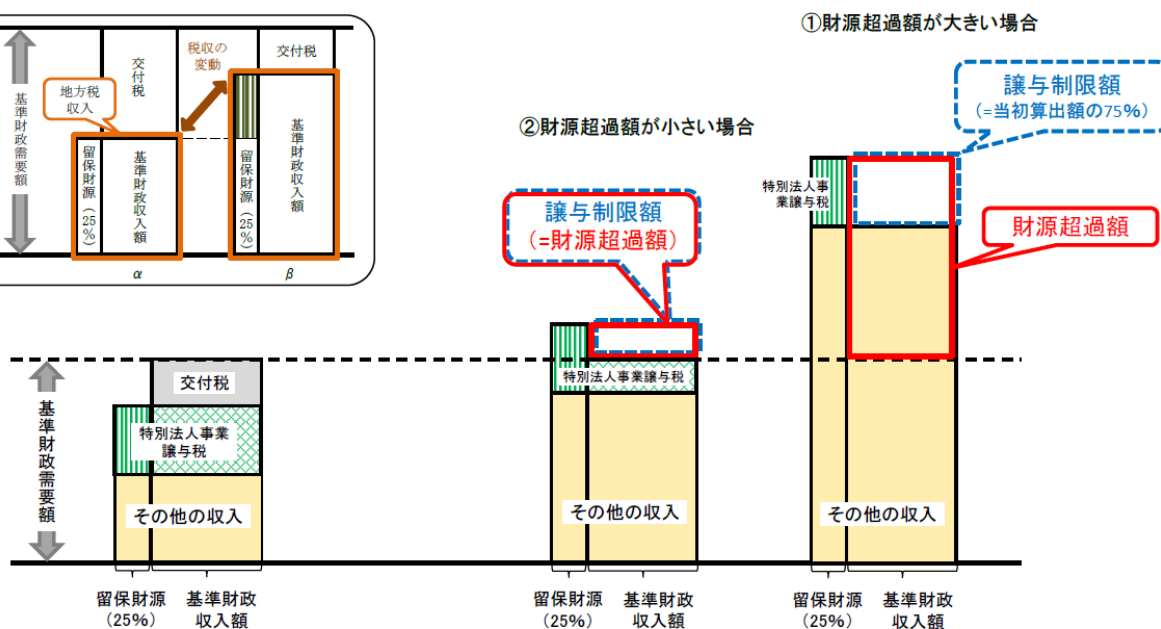 基準財政需要額
地方税
収入
交付税
税収の
変動
交付税
留保財源（25%）
基準財政収入額
留保財源（25%）
基準財政収入額
α
β
①財源超過額が大きい場合
譲与制限額
（=当初算出額の75%）
②財源超過額が小さい場合
特別法人事
業譲与税
譲与制限額
（=財源超過額）
財源超過額
基準財政需要額
交付税
特別法人事業
譲与税
特別法人事業譲与税
その他の収入
その他の収入
その他の収入
留保財源
（25%）
基準財政
収入額
留保財源
（25%）
基準財政
収入額
留保財源
（25%）
基準財政
収入額